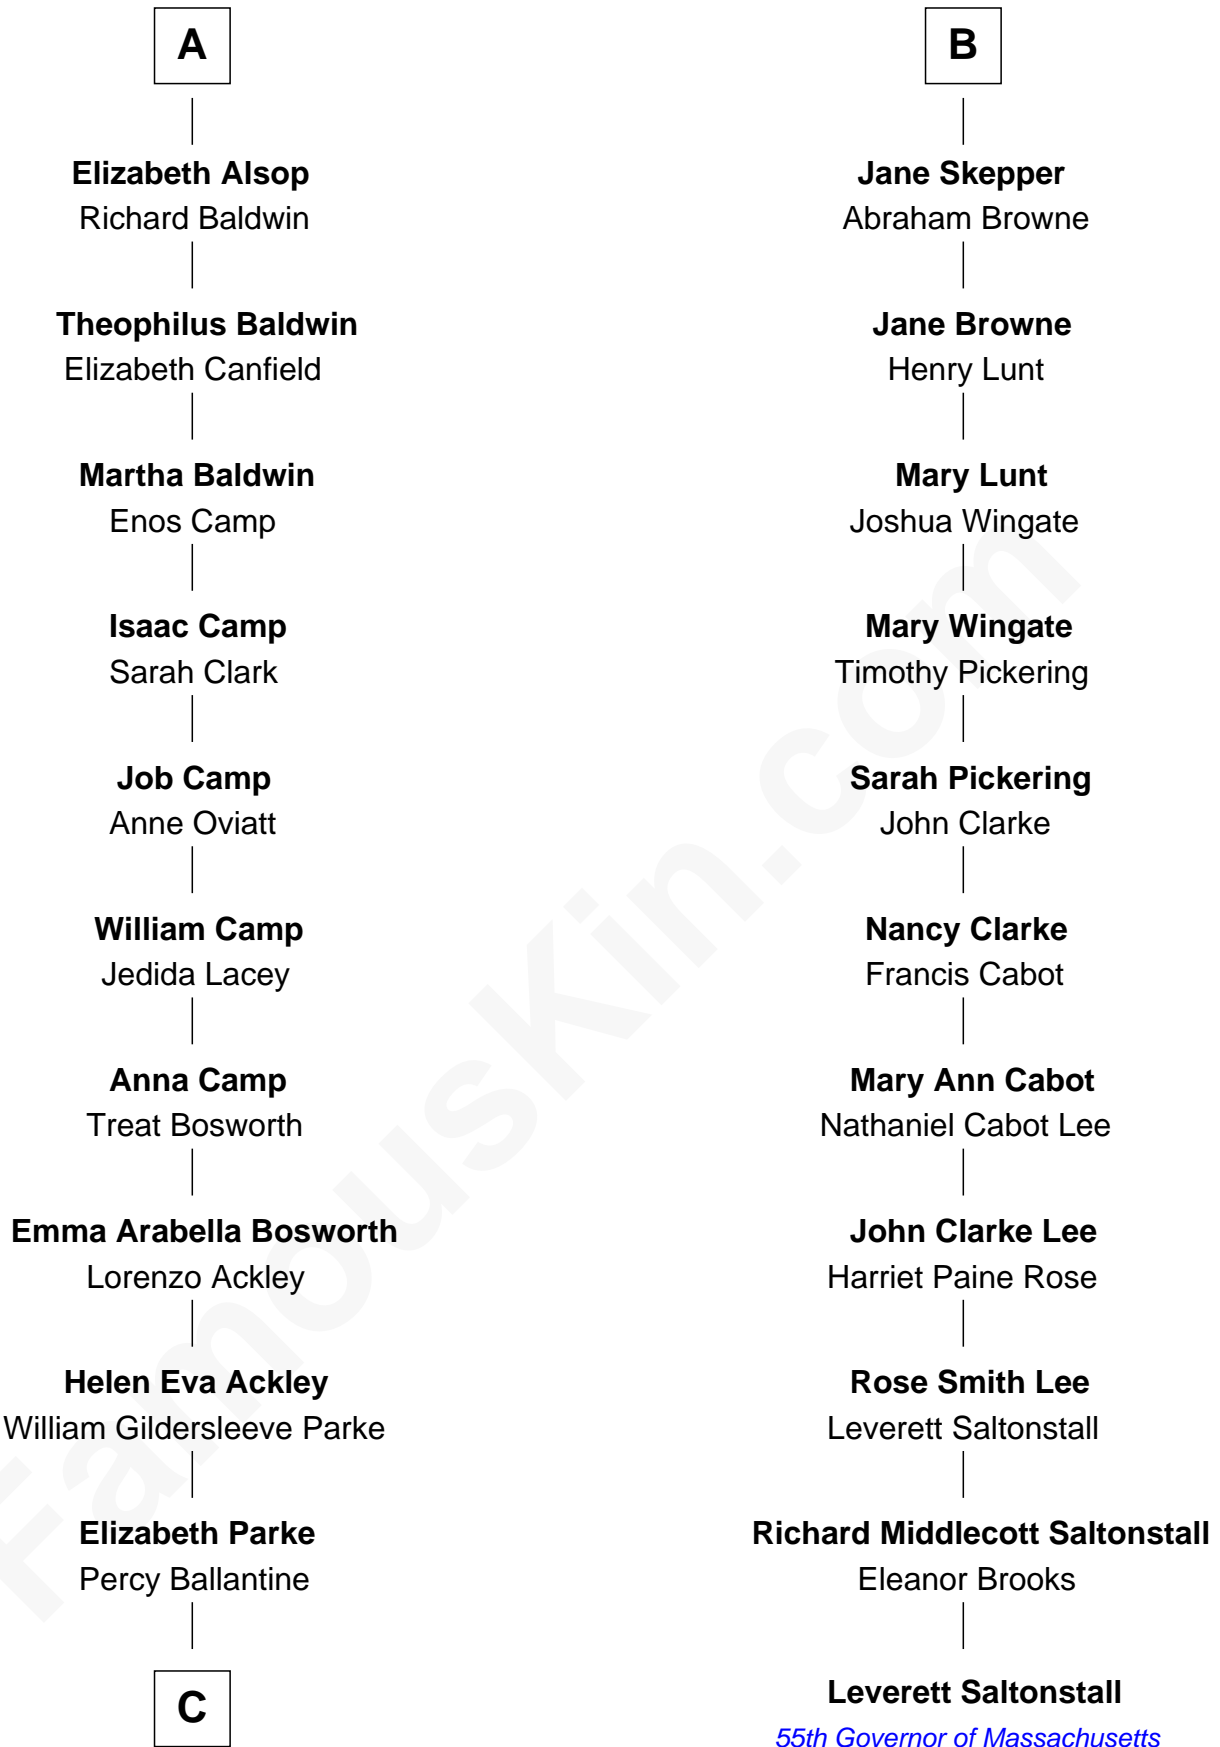 A
Elizabeth Alsop
Richard Baldwin
Theophilus Baldwin
Elizabeth Canfield
Martha Baldwin
Enos Camp
Isaac Camp
Sarah Clark
Job Camp
Anne Oviatt
William Camp
Jedida Lacey
Anna Camp
Treat Bosworth
Emma Arabella Bosworth
Lorenzo Ackley
Helen Eva Ackley
William Gildersleeve Parke
Elizabeth Parke
Percy Ballantine
C
B
Jane Skepper
Abraham Browne
Jane Browne
Henry Lunt
Mary Lunt
Joshua Wingate
Mary Wingate
Timothy Pickering
Sarah Pickering
John Clarke
Nancy Clarke
Francis Cabot
Mary Ann Cabot
Nathaniel Cabot Lee
John Clarke Lee
Harriet Paine Rose
Rose Smith Lee
Leverett Saltonstall
Richard Middlecott Saltonstall
Eleanor Brooks
Leverett Saltonstall
55th Governor of Massachusetts
FamousKin.com